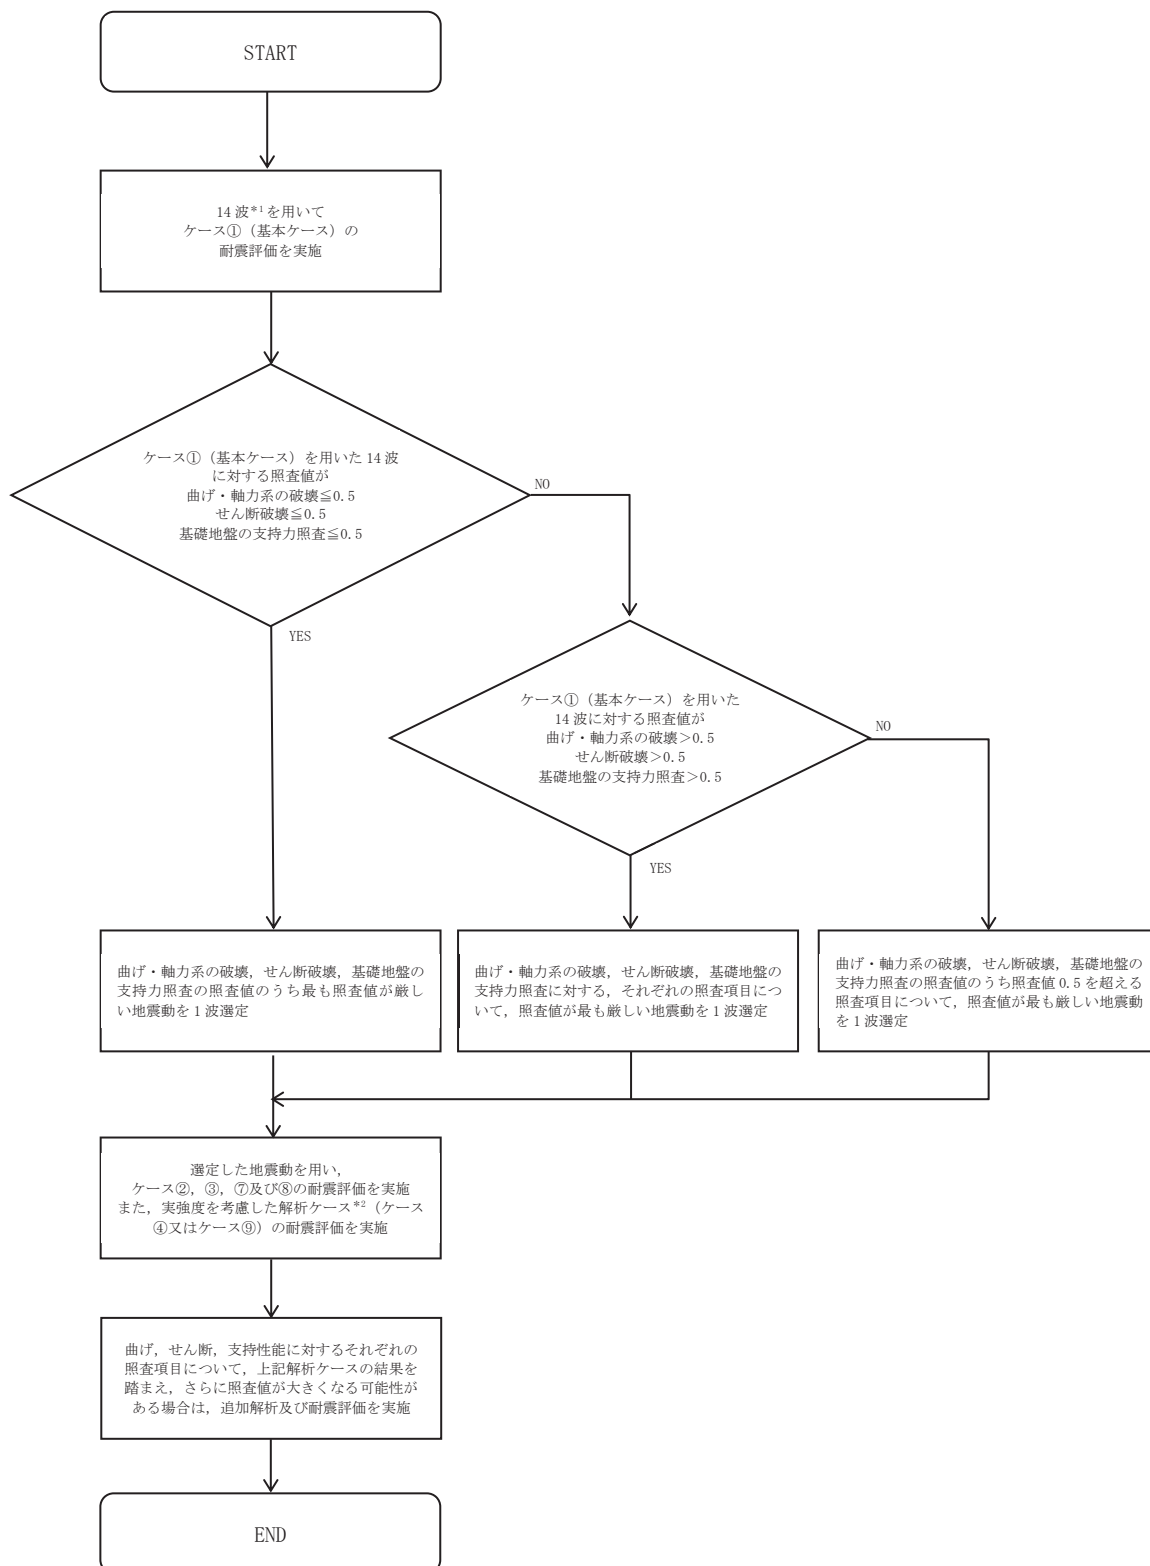 START
14 波*1を用いて
ケース①（基本ケース）の
耐震評価を実施
ケース①（基本ケース）を用いた 14 波
に対する照査値が
曲げ・軸力系の破壊≦0.5
せん断破壊≦0.5
基礎地盤の支持力照査≦0.5
NO
YES
ケース①（基本ケース）を用いた
14 波に対する照査値が
曲げ・軸力系の破壊＞0.5
せん断破壊＞0.5
基礎地盤の支持力照査＞0.5
NO
YES
曲げ・軸力系の破壊，せん断破壊，基礎地盤の
支持力照査の照査値のうち最も照査値が厳し
い地震動を 1 波選定
曲げ・軸力系の破壊，せん断破壊，基礎地盤の
支持力照査に対する，それぞれの照査項目につ
いて，照査値が最も厳しい地震動を 1 波選定
曲げ・軸力系の破壊，せん断破壊，基礎地盤の
支持力照査の照査値のうち照査値 0.5 を超える
照査項目について，照査値が最も厳しい地震動
を 1 波選定
選定した地震動を用い，
ケース②，③，⑦及び⑧の耐震評価を実施
また，実強度を考慮した解析ケース*2（ケース
④又はケース⑨）の耐震評価を実施
曲げ，せん断，支持性能に対するそれぞれの
照査項目について，上記解析ケースの結果を
踏まえ，さらに照査値が大きくなる可能性が
ある場合は，追加解析及び耐震評価を実施
END